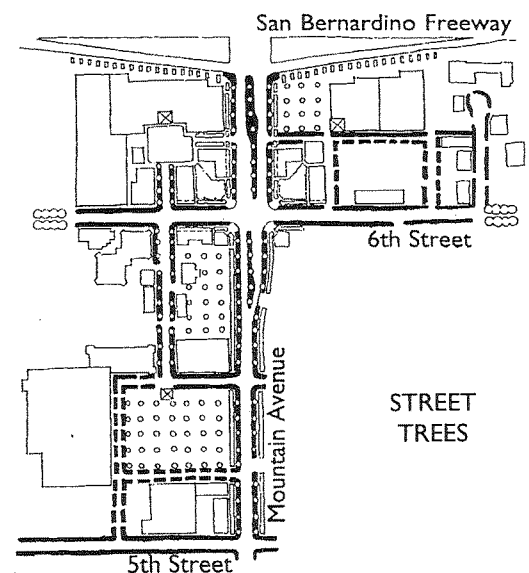 San Bernardino Freeway
6th Street
Mountain Avenue
STREET
TREES
5th Street